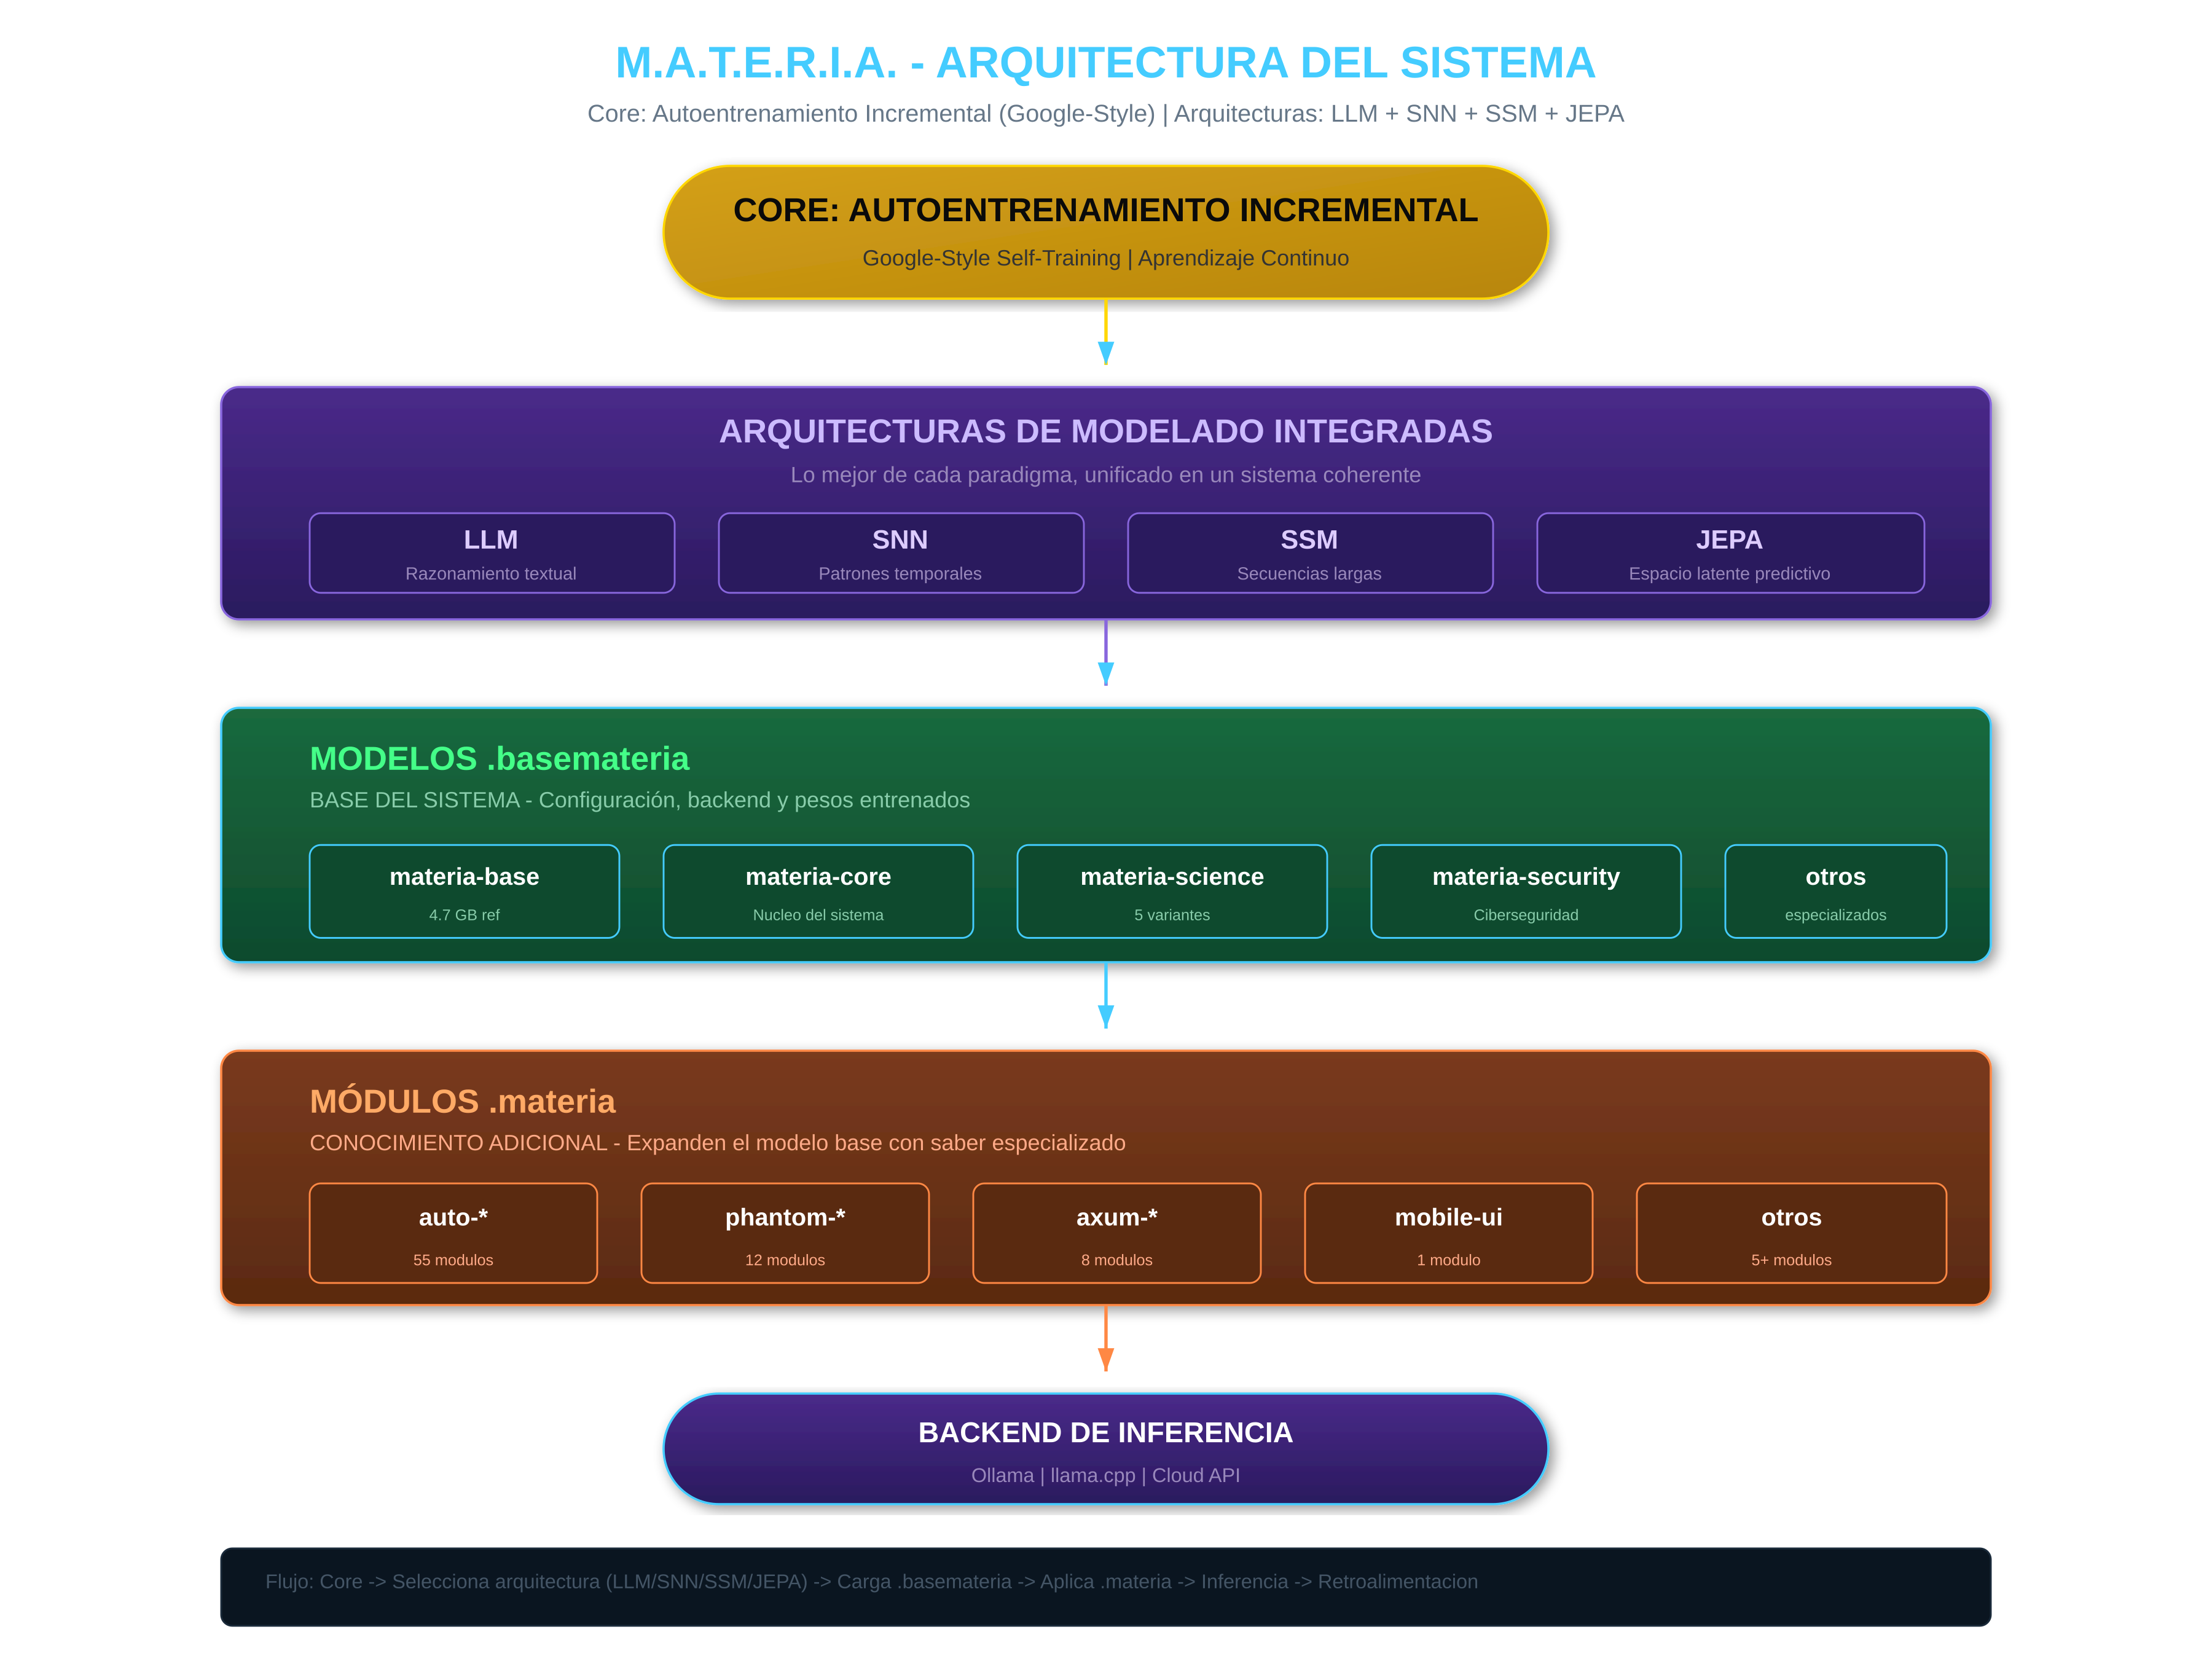 M.A.T.E.R.I.A. - ARQUITECTURA DEL SISTEMA
Core: Autoentrenamiento Incremental (Google-Style) | Arquitecturas: LLM + SNN + SSM + JEPA
CORE: AUTOENTRENAMIENTO INCREMENTAL
Google-Style Self-Training | Aprendizaje Continuo
ARQUITECTURAS DE MODELADO INTEGRADAS
Lo mejor de cada paradigma, unificado en un sistema coherente
LLM
Razonamiento textual
SNN
Patrones temporales
SSM
Secuencias largas
JEPA
Espacio latente predictivo
MODELOS .basemateria
BASE DEL SISTEMA - Configuración, backend y pesos entrenados
materia-base
4.7 GB ref
materia-core
Nucleo del sistema
materia-science
5 variantes
materia-security
Ciberseguridad
otros
especializados
MÓDULOS .materia
CONOCIMIENTO ADICIONAL - Expanden el modelo base con saber especializado
auto-*
55 modulos
phantom-*
12 modulos
axum-*
8 modulos
mobile-ui
1 modulo
otros
5+ modulos
BACKEND DE INFERENCIA
Ollama | llama.cpp | Cloud API
Flujo: Core -> Selecciona arquitectura (LLM/SNN/SSM/JEPA) -> Carga .basemateria -> Aplica .materia -> Inferencia -> Retroalimentacion